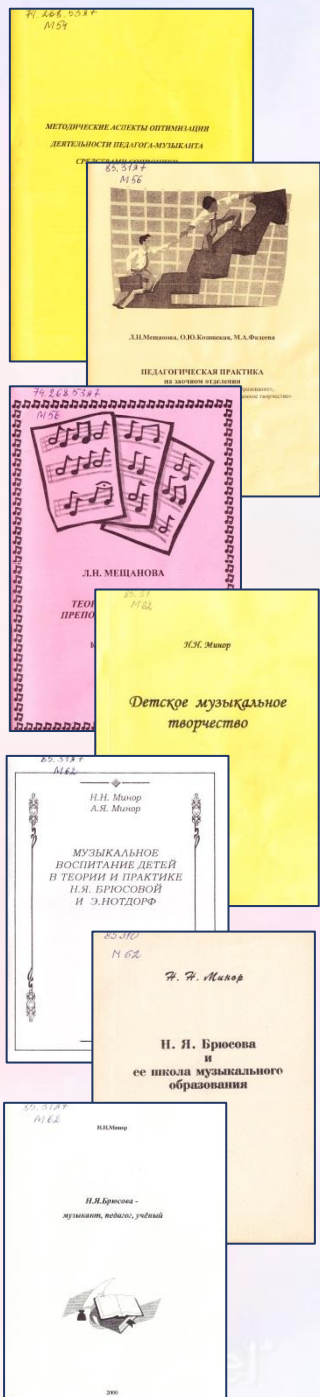 74.268.53я7
М54
МЕТОДИЧЕСКИЕ АСПЕКТЫ ОПТИМИЗАЦИИ
ДЕЯТЕЛЬНОСТИ ПЕДАГОГА-МУЗЫКАНТА
85.31я7
М56
Л.Н.Мещанова, О.Ю.Козинская, М.А.Фадеева
ПЕДАГОГИЧЕСКАЯ ПРАКТИКА
на заочном отделении
творчество»
74.268.53я7
М56
Л.Н. МЕЩАНОВА
85.31
М62
Н.Н. Минор
Детское музыкальное
творчество
85.31я7
М62
Н.Н. Минор
А.Я. Минор
МУЗЫКАЛЬНОЕ
ВОСПИТАНИЕ ДЕТЕЙ
В ТЕОРИИ И ПРАКТИКЕ
Н.Я. БРЮСОВОЙ
И Э.НОТДОРФ
85.310
М62
Н. Н. Минор
Н. Я. Брюсова
и
ее школа музыкального
образования
85.31я7
М62
Н.Н.Минор
Н.Я.Брюсова -
музыкант, педагог, учёный
2000